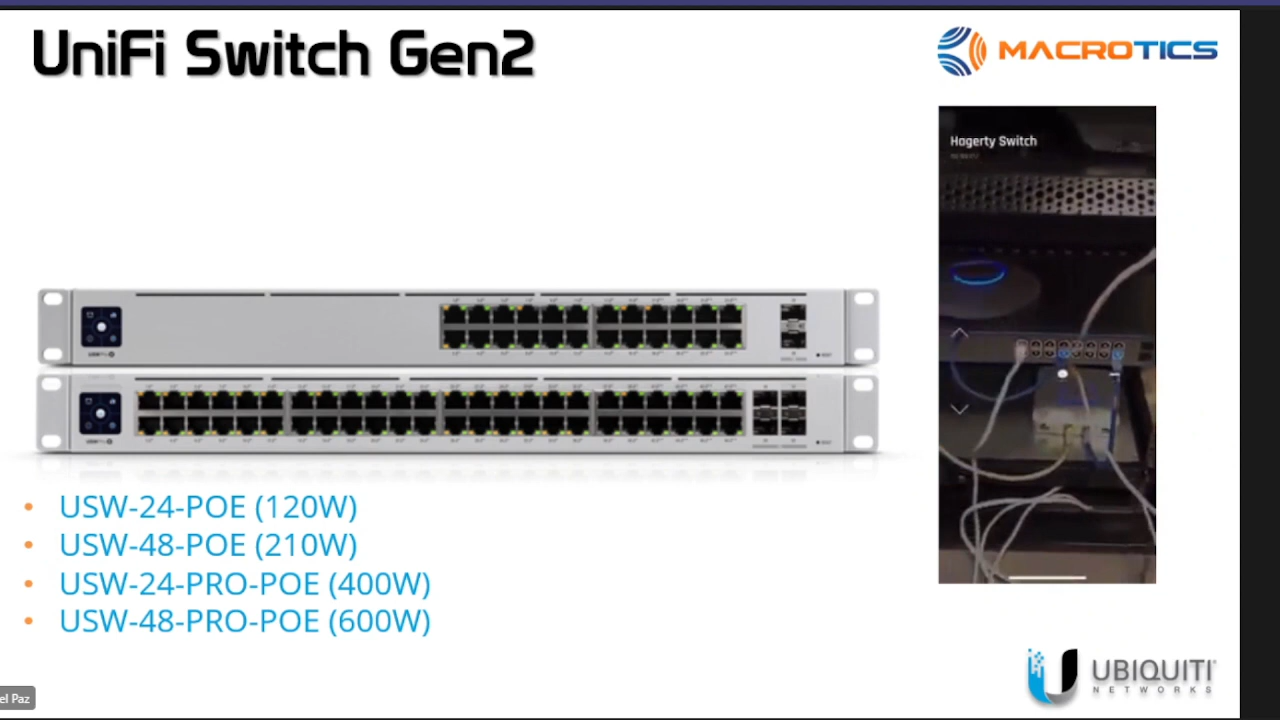 UniFi Switch Gen2
MACROTICS
Hagerty Switch
USW-24-POE (120W)
USW-48-POE (210W)
USW-24-PRO-POE (400W)
USW-48-PRO-POE (600W)
UBIQUITI
NETWORKS
el Paz